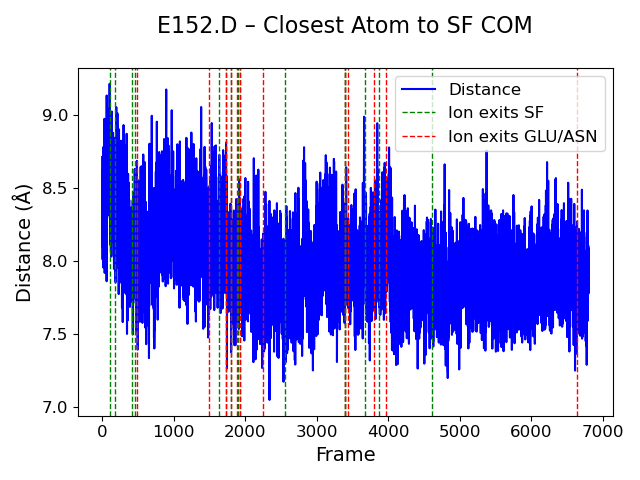 E152.D – Closest Atom to SF COM
Distance
Ion exits SF
Ion exits GLU/ASN
Distance (Å)
9.0
8.5
8.0
7.5
7.0
0 1000 2000 3000 4000 5000 6000 7000
Frame